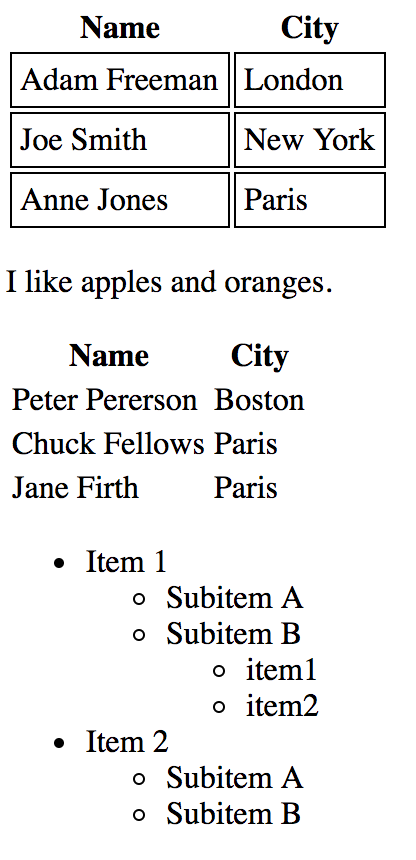 Name City
Adam Freeman London
Joe Smith New York
Anne Jones Paris
I like apples and oranges.
Name City
Peter Pererson Boston
Chuck Fellows Paris
Jane Firth Paris
Item 1
Subitem A
Subitem B
item1
item2
Item 2
Subitem A
Subitem B